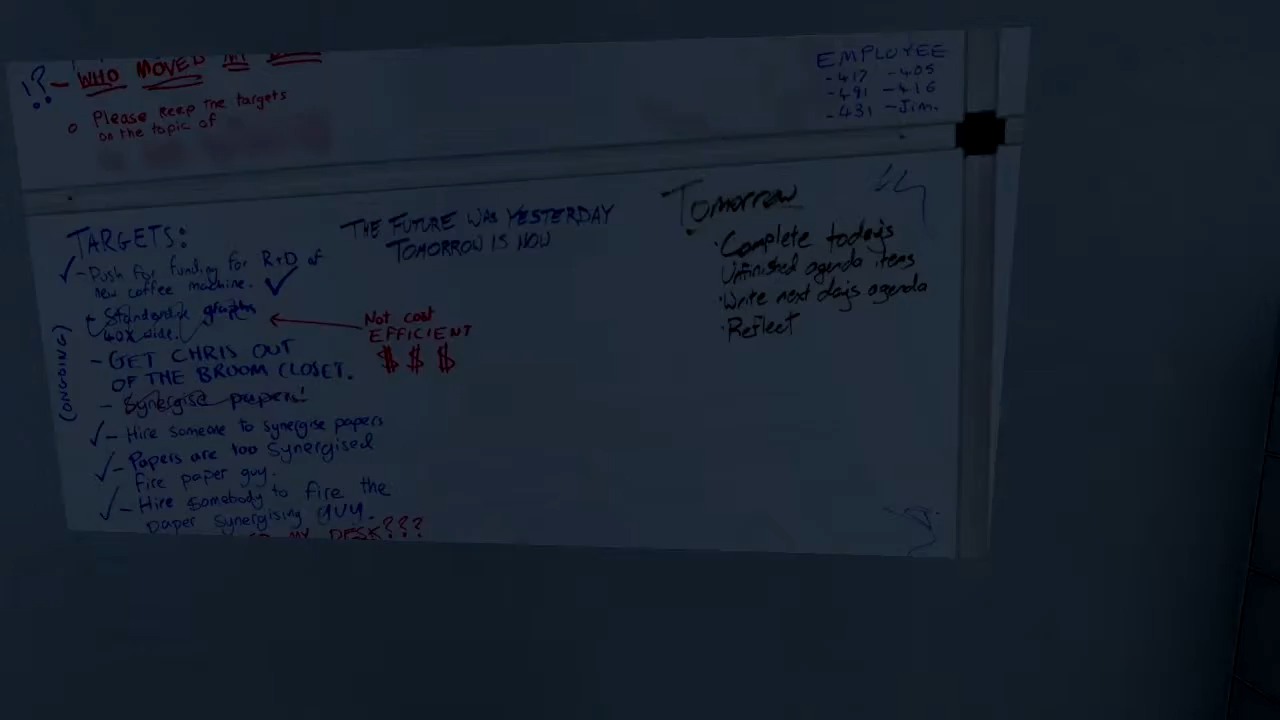 !?- WHO MOVED MY
o Please keep the targets
on the topic of
EMPLOYEE
-417 -405
-491 -416
-431 -Jim.
TARGETS:
- Push for funding for R+D of
new coffee machine.
- Standardise graphs
40% wide.
(ONGOING)
- GET CHRIS OUT
OF THE BROOM CLOSET.
- Synergise papers!
- Hire someone to synergise papers
- Papers are too synergised
fire paper guy.
- Hire somebody to fire the
paper synergising guy.
MY DESK???
Not cost
EFFICIENT
$ $ $
THE FUTURE WAS YESTERDAY
TOMORROW IS NOW
Tomorrow
·Complete todays
Unfinished agenda itens
·Write next days agenda
·Reflect